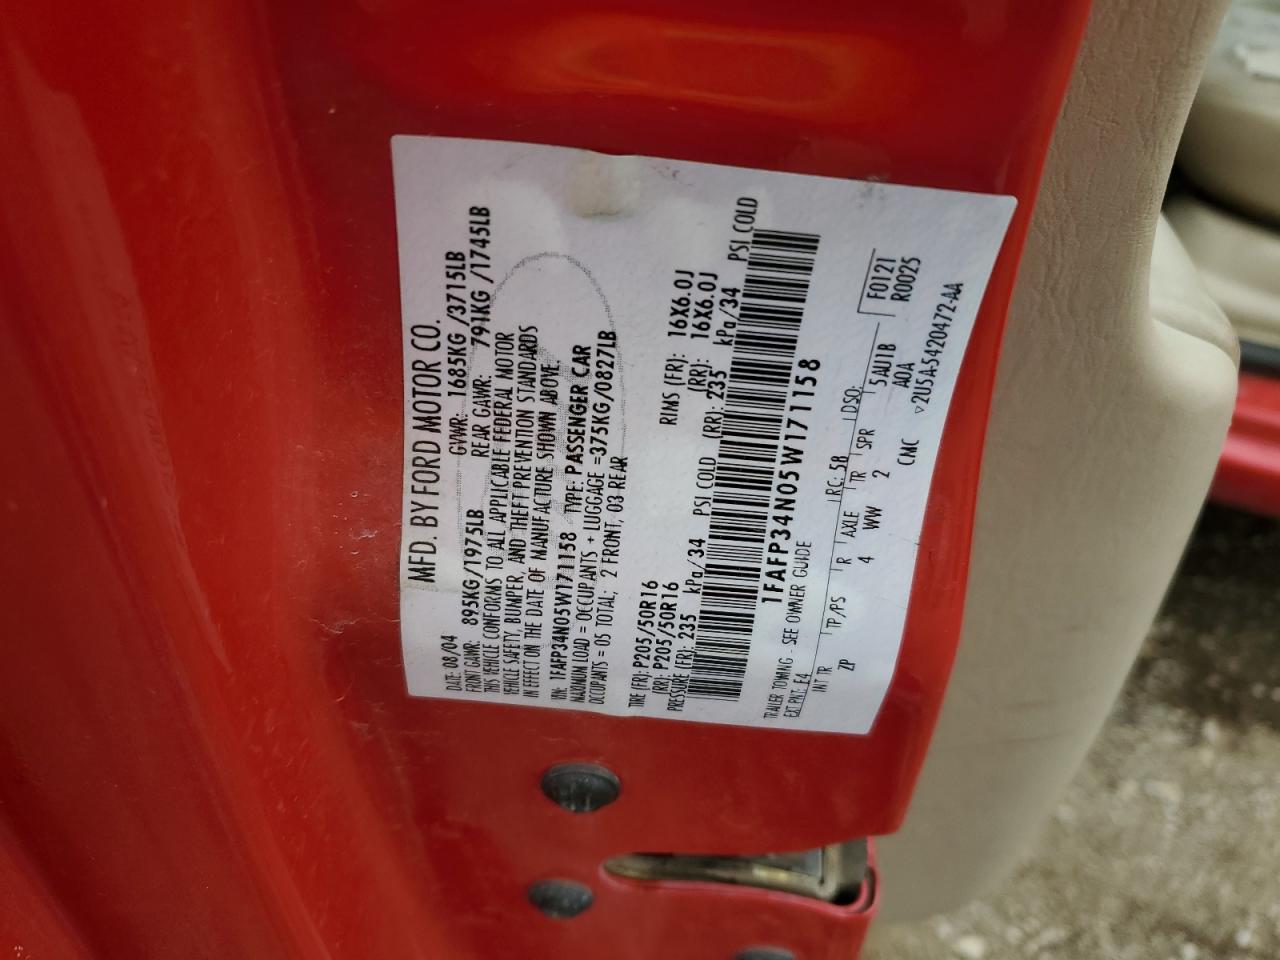 MFD. BY FORD MOTOR CO.
DATE: 08/04 GVWR: 1685KG /3715LB
FRONT GAWR: 895KG/1975LB REAR GAWR: 791KG /1745LB
THIS VEHICLE CONFORMS TO ALL APPLICABLE FEDERAL MOTOR
VEHICLE SAFETY, BUMPER, AND THEFT PREVENTION STANDARDS
IN EFFECT ON THE DATE OF MANUFACTURE SHOWN ABOVE.
VIN: 1FAFP34N05W171158 TYPE: PASSENGER CAR
MAXIMUM LOAD = OCCUPANTS + LUGGAGE =375KG/0827LB
OCCUPANTS = 05 TOTAL; 2 FRONT, 03 REAR
TIRE (FR): P205/50R16 RIMS (FR): 16X6.0J
(RR): P205/50R16 (RR): 16X6.0J
PRESSURE (FR): 235 kPa/34 PSI COLD (RR): 235 kPa/34 PSI COLD
1FAFP34N05W171158
TRAILER TOWING - SEE OWNER GUIDE
EXT PNT: E4 RC: 58 DSO: F0121
INT TR TP/PS R AXLE TR SPR R0025
ZP 4 WW 2 5 AU1B
CNC A0A
▽2U5A-5420472-AA